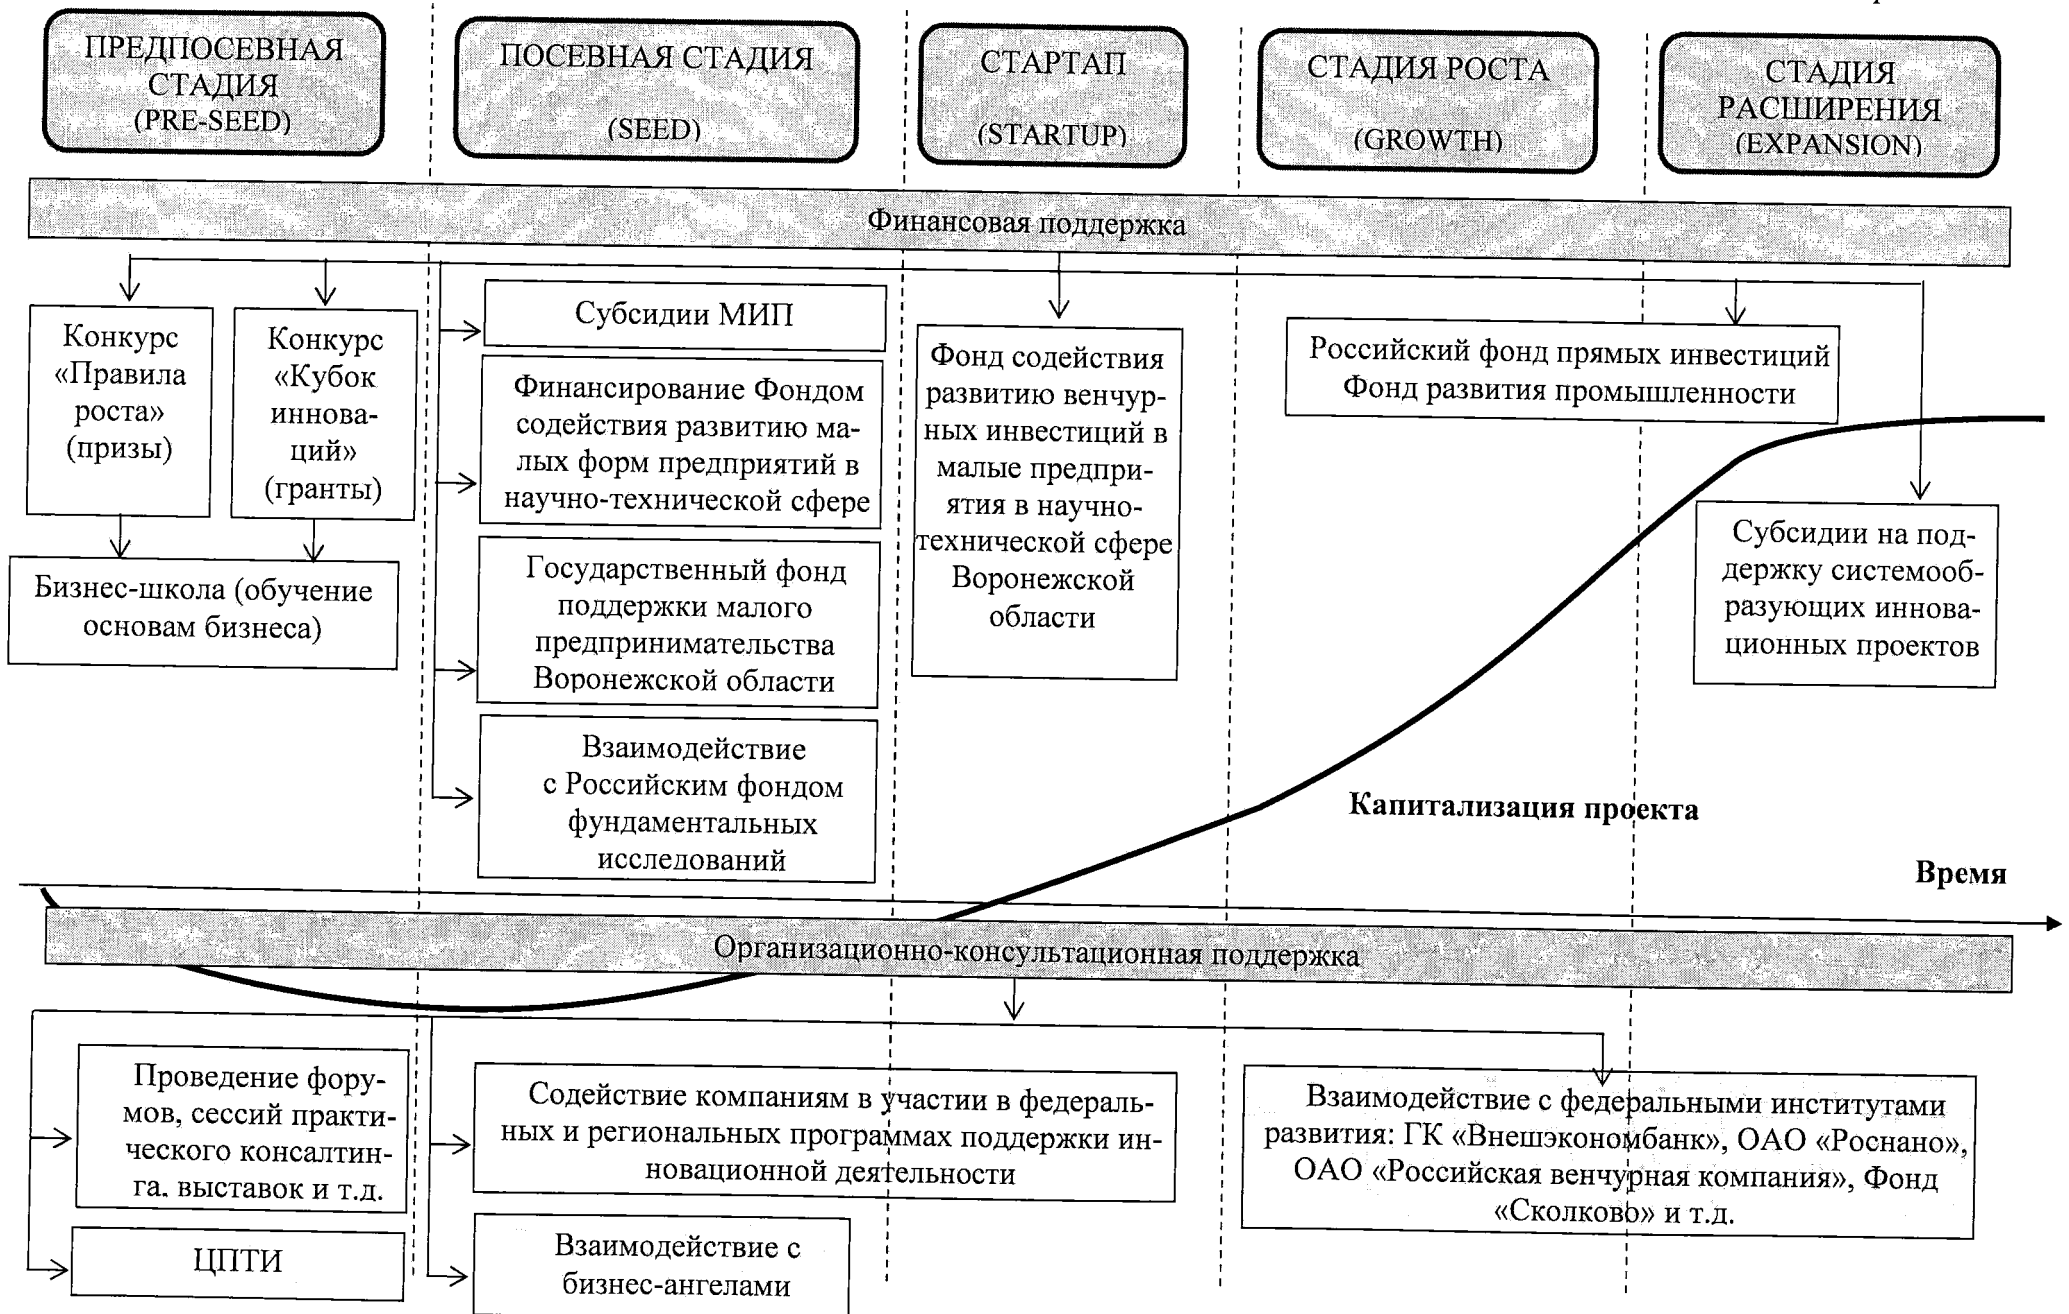 ПРЕДПОСЕВНАЯ
СТАДИЯ
(PRE-SEED)
ПОСЕВНАЯ СТАДИЯ
(SEED)
СТАРТАП
(STARTUP)
СТАДИЯ РОСТА
(GROWTH)
СТАДИЯ
РАСШИРЕНИЯ
(EXPANSION)
Финансовая поддержка
Конкурс
«Правила
роста»
(призы)
Конкурс
«Кубок
иннова-
ций»
(гранты)
Бизнес-школа (обучение
основам бизнеса)
Субсидии МИП
Финансирование Фондом
содействия развитию ма-
лых форм предприятий в
научно-технической сфере
Государственный фонд
поддержки малого
предпринимательства
Воронежской области
Взаимодействие
с Российским фондом
фундаментальных
исследований
Фонд содействия
развитию венчур-
ных инвестиций в
малые предпри-
ятия в научно-
технической сфере
Воронежской
области
Российский фонд прямых инвестиций
Фонд развития промышленности
Субсидии на под-
держку системооб-
разующих иннова-
ционных проектов
Капитализация проекта
Время
Организационно-консультационная поддержка
Проведение фору-
мов, сессий практи-
ческого консалтин-
га, выставок и т.д.
ЦПТИ
Содействие компаниям в участии в федераль-
ных и региональных программах поддержки ин-
новационной деятельности
Взаимодействие с
бизнес-ангелами
Взаимодействие с федеральными институтами
развития: ГК «Внешэкономбанк», ОАО «Роснано»,
ОАО «Российская венчурная компания», Фонд
«Сколково» и т.д.